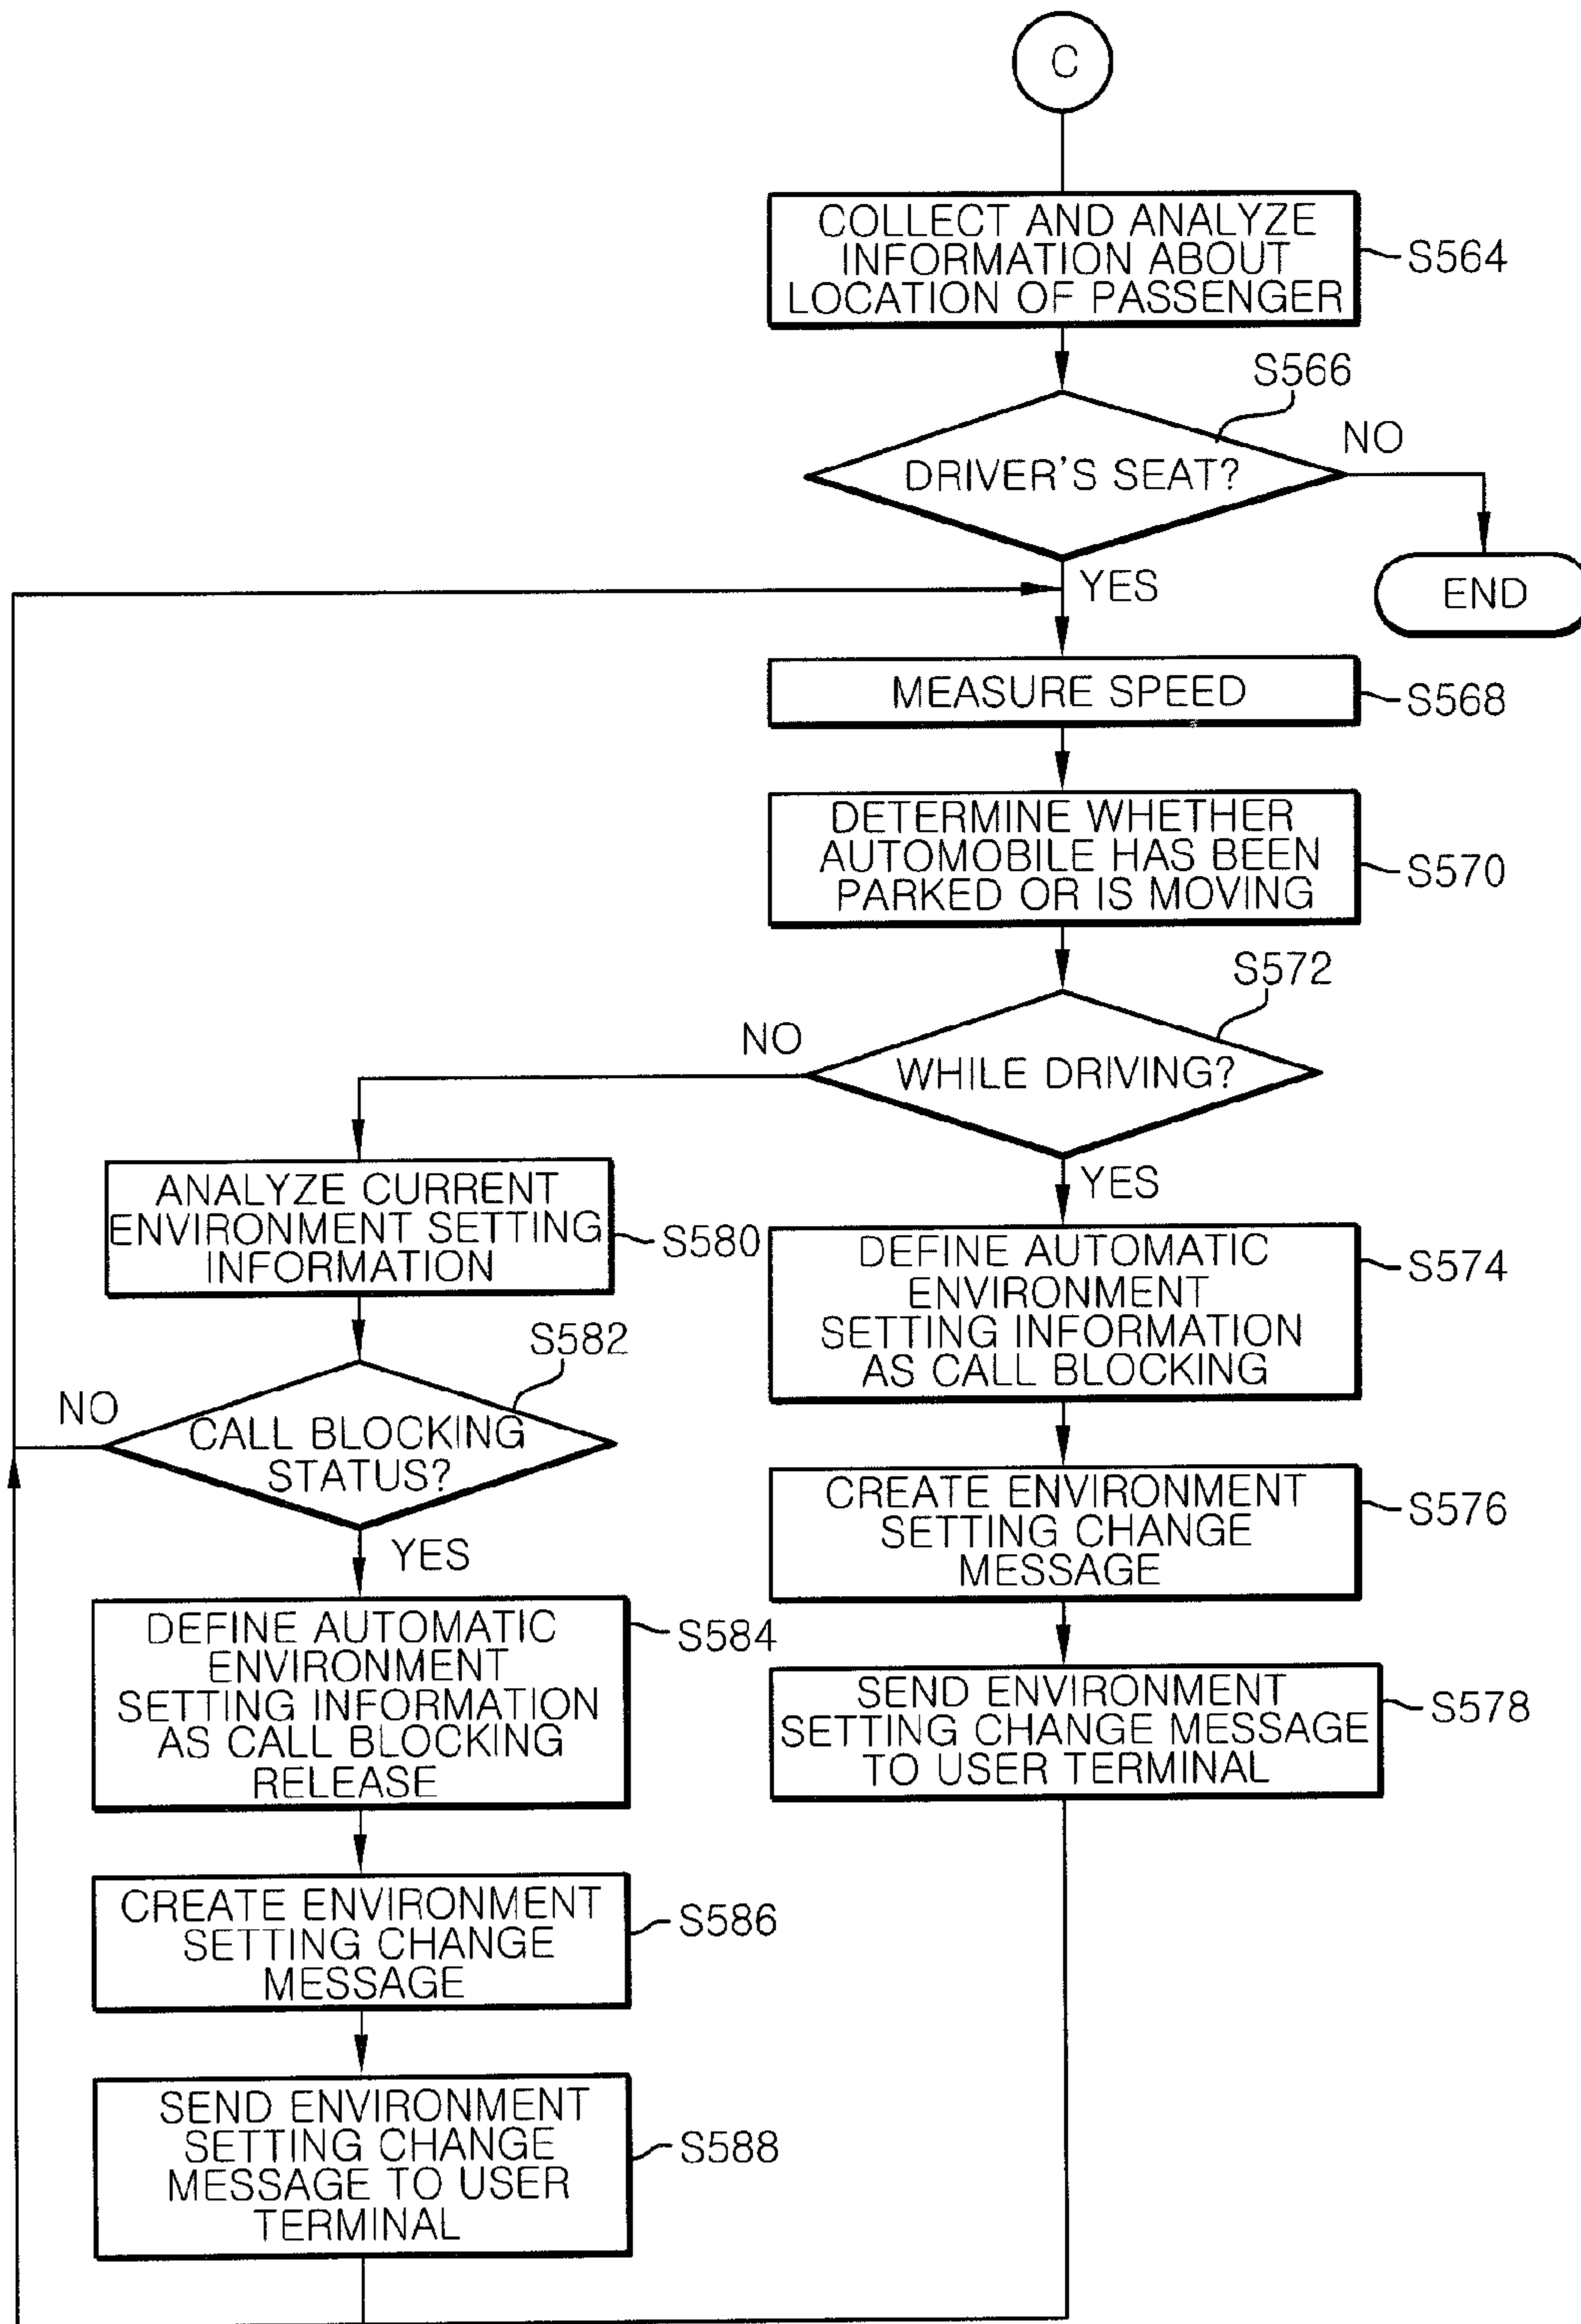 C
COLLECT AND ANALYZE
INFORMATION ABOUT
LOCATION OF PASSENGER
S564
S566
DRIVER'S SEAT?
NO
YES
END
MEASURE SPEED
S568
DETERMINE WHETHER
AUTOMOBILE HAS BEEN
PARKED OR IS MOVING
S570
S572
NO
WHILE DRIVING?
YES
ANALYZE CURRENT
ENVIRONMENT SETTING
INFORMATION
S580
DEFINE AUTOMATIC
ENVIRONMENT
SETTING INFORMATION
AS CALL BLOCKING
S574
S582
NO
CALL BLOCKING
STATUS?
YES
CREATE ENVIRONMENT
SETTING CHANGE
MESSAGE
S576
DEFINE AUTOMATIC
ENVIRONMENT
SETTING INFORMATION
AS CALL BLOCKING
RELEASE
S584
SEND ENVIRONMENT
SETTING CHANGE MESSAGE
TO USER TERMINAL
S578
CREATE ENVIRONMENT
SETTING CHANGE
MESSAGE
S586
SEND ENVIRONMENT
SETTING CHANGE
MESSAGE TO USER
TERMINAL
S588